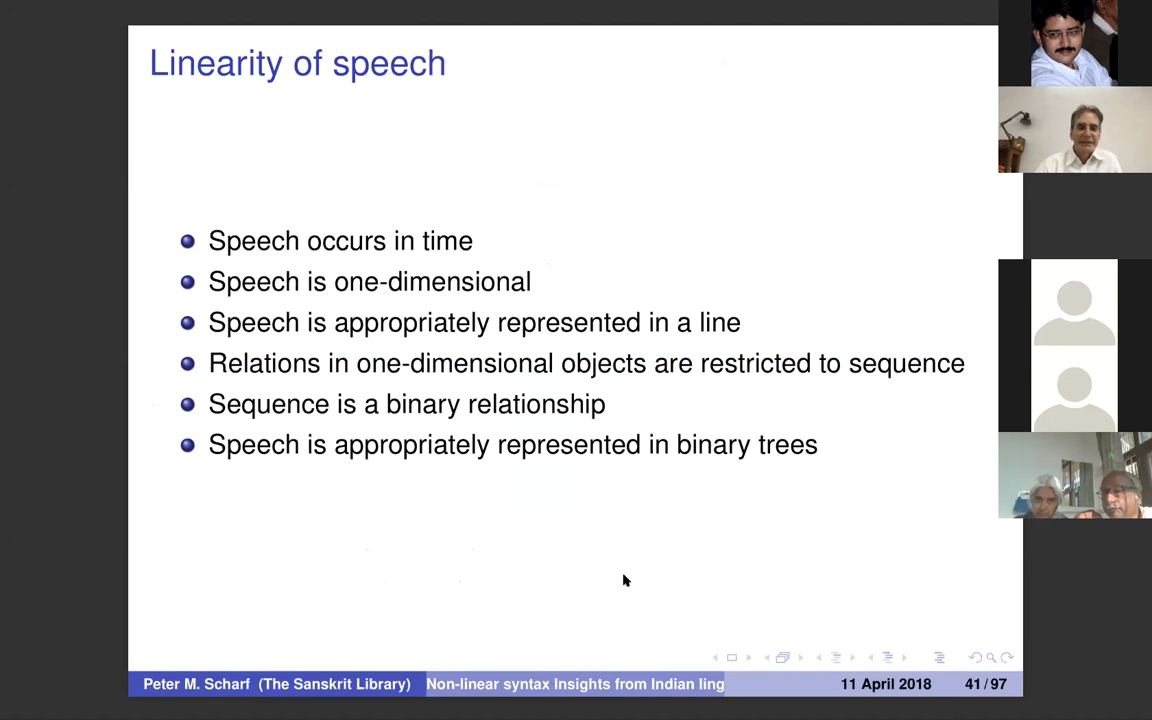 Linearity of speech
Speech occurs in time
Speech is one-dimensional
Speech is appropriately represented in a line
Relations in one-dimensional objects are restricted to sequence
Sequence is a binary relationship
Speech is appropriately represented in binary trees
Peter M. Scharf (The Sanskrit Library) Non-linear syntax Insights from Indian ling 11 April 2018 41 / 97